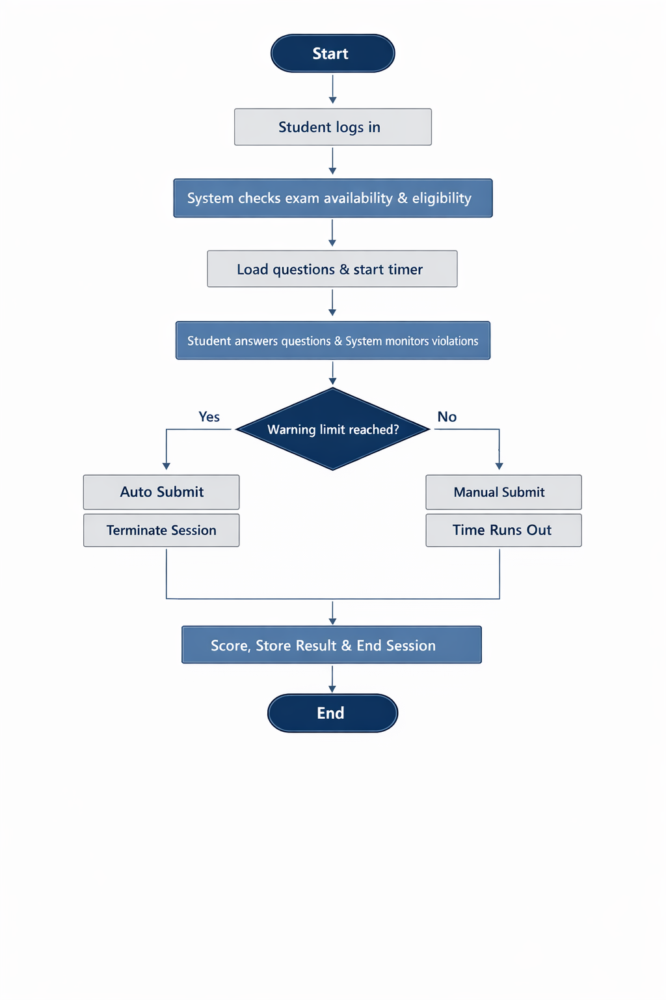 Start
Student logs in
System checks exam availability & eligibility
Load questions & start timer
Student answers questions & System monitors violations
Warning limit reached?
Yes
No
Auto Submit
Terminate Session
Manual Submit
Time Runs Out
Score, Store Result & End Session
End